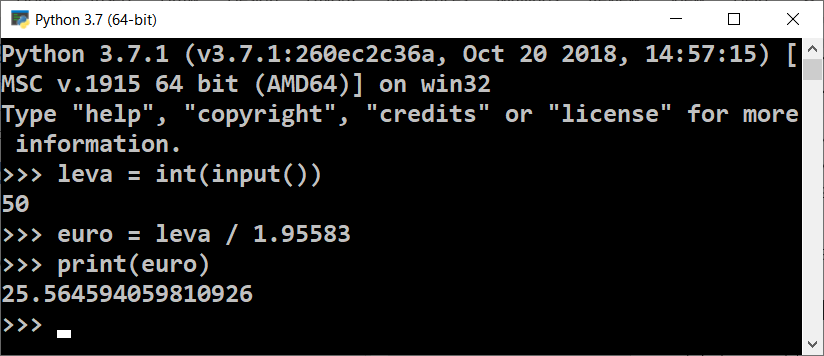 Python 3.7 (64-bit)
Python 3.7.1 (v3.7.1:260ec2c36a, Oct 20 2018, 14:57:15) [
MSC v.1915 64 bit (AMD64)] on win32
Type "help", "copyright", "credits" or "license" for more
 information.
>>> leva = int(input())
50
>>> euro = leva / 1.95583
>>> print(euro)
25.564594059810926
>>>